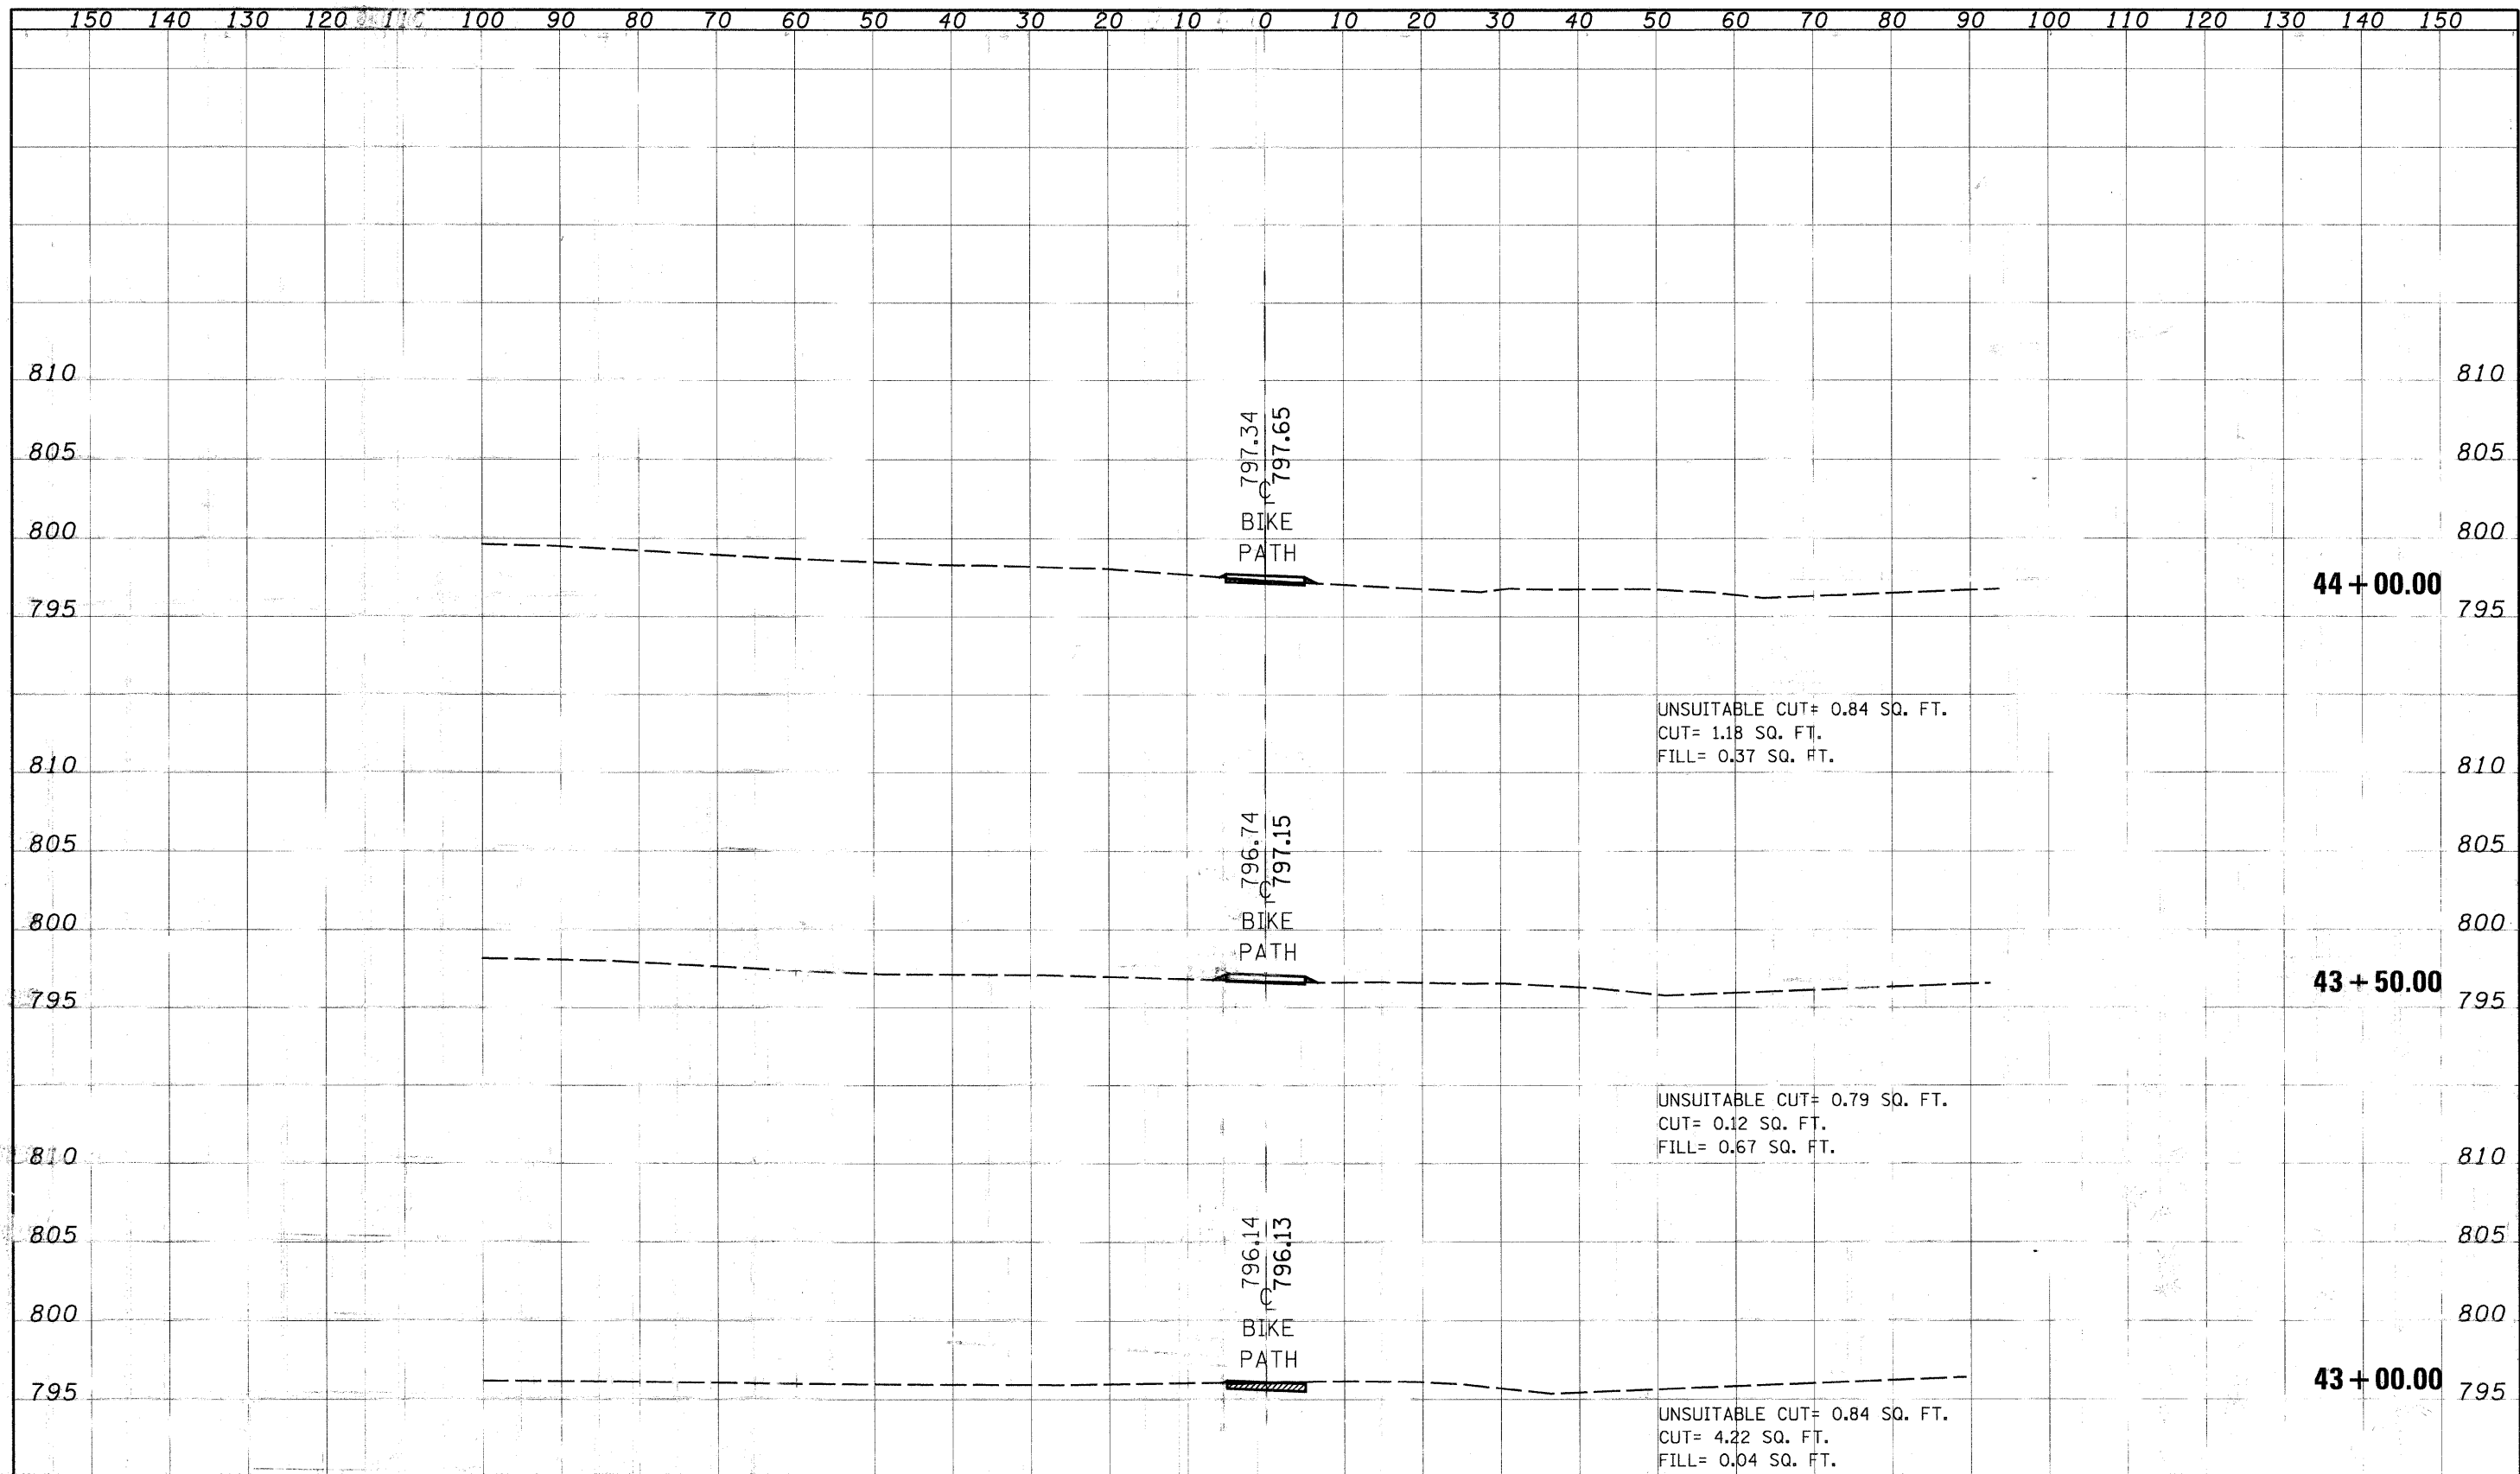 150 140 130 120 110 100 90 80 70 60 50 40 30 20 10 0 10 20 30 40 50 60 70 80 90 100 110 120 130 140 150
810 810
797.34 797.65
805 805
℄
800 BIKE 800
PATH
44+00.00
795 795
UNSUITABLE CUT= 0.84 SQ. FT.
CUT= 1.18 SQ. FT.
FILL= 0.37 SQ. FT.
810 810
796.74 797.15
805 805
℄
800 BIKE 800
PATH
43+50.00
795 795
UNSUITABLE CUT= 0.79 SQ. FT.
CUT= 0.12 SQ. FT.
FILL= 0.67 SQ. FT.
810 810
796.14 796.13
805 805
℄
800 800
BIKE
PATH
43+00.00
795 795
UNSUITABLE CUT= 0.84 SQ. FT.
CUT= 4.22 SQ. FT.
FILL= 0.04 SQ. FT.